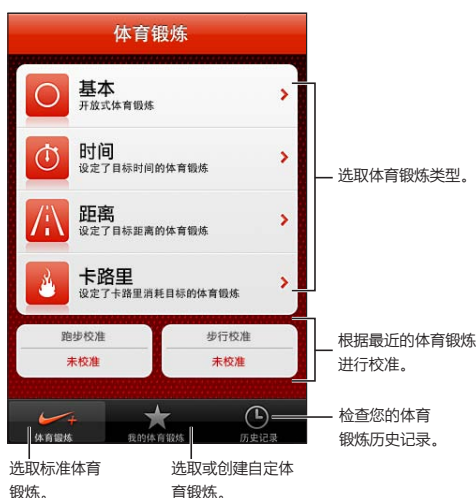 体育锻炼
基本
开放式体育锻炼
时间
设定了目标时间的体育锻炼
距离
设定了目标距离的体育锻炼
卡路里
设定了卡路里消耗目标的体育锻炼
选取体育锻炼类型。
跑步校准
未校准
步行校准
未校准
根据最近的体育锻炼
进行校准。
体育锻炼
我的体育锻炼
历史记录
检查您的体育
锻炼历史记录。
选取标准体育
锻炼。
选取或创建自定体
育锻炼。